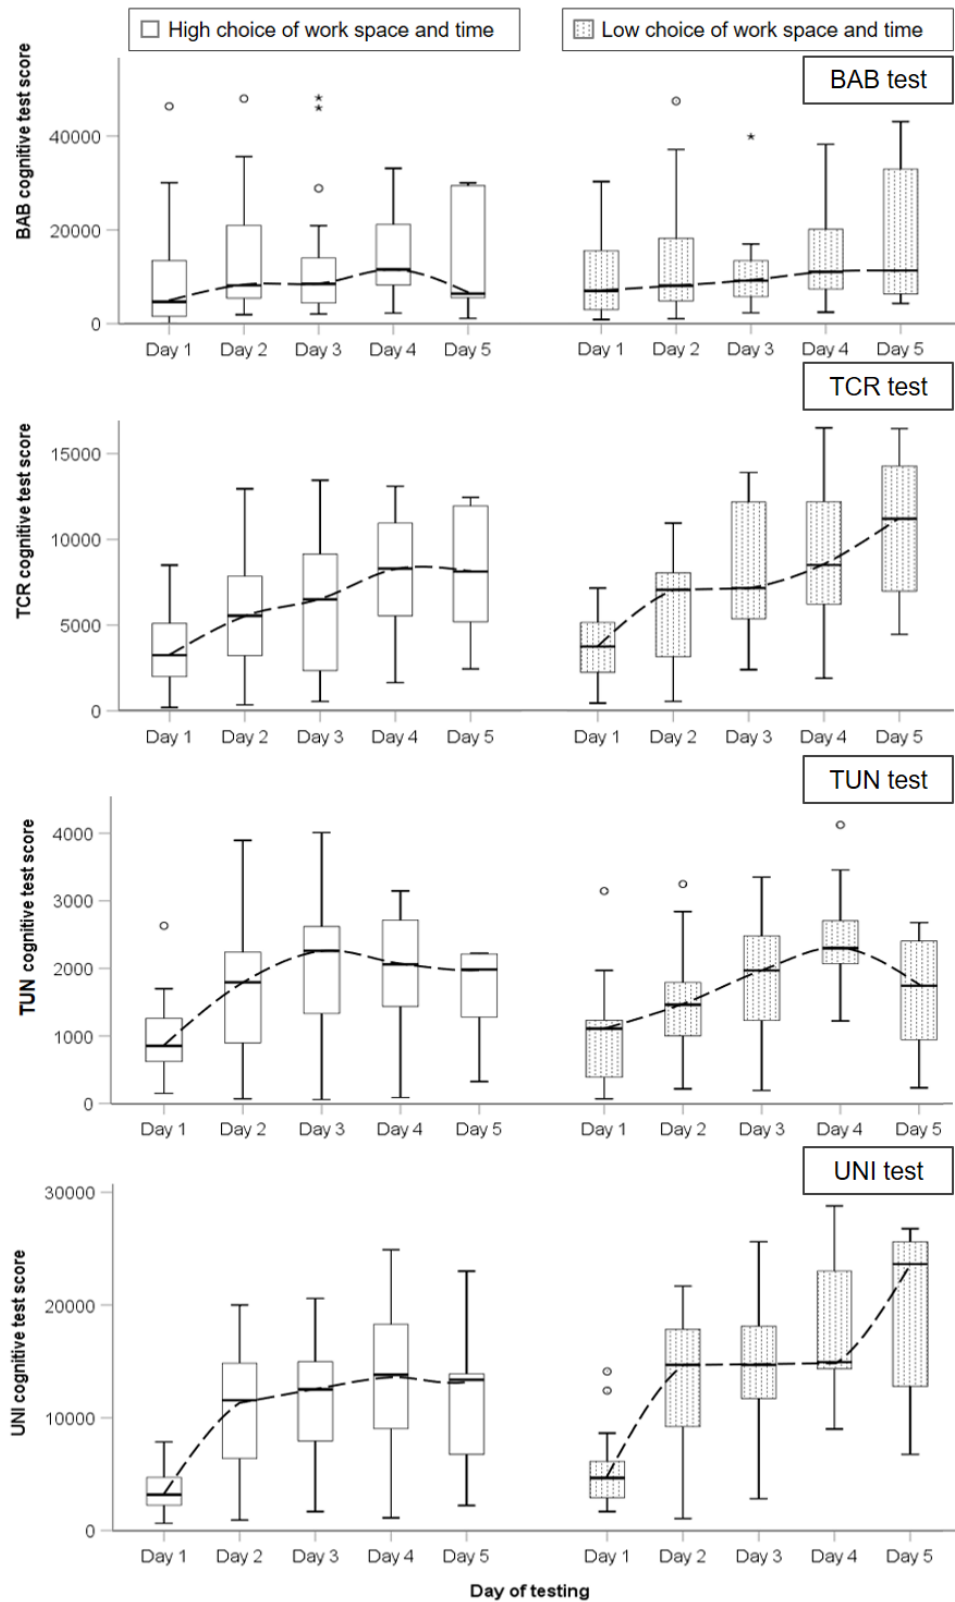 High choice of work space and time
Low choice of work space and time
BAB test
BAB cognitive test score
40000
20000
0
Day 1 Day 2 Day 3 Day 4 Day 5 Day 1 Day 2 Day 3 Day 4 Day 5
TCR test
TCR cognitive test score
15000
10000
5000
0
Day 1 Day 2 Day 3 Day 4 Day 5 Day 1 Day 2 Day 3 Day 4 Day 5
TUN test
TUN cognitive test score
4000
3000
2000
1000
0
Day 1 Day 2 Day 3 Day 4 Day 5 Day 1 Day 2 Day 3 Day 4 Day 5
UNI test
UNI cognitive test score
30000
20000
10000
0
Day 1 Day 2 Day 3 Day 4 Day 5 Day 1 Day 2 Day 3 Day 4 Day 5
Day of testing